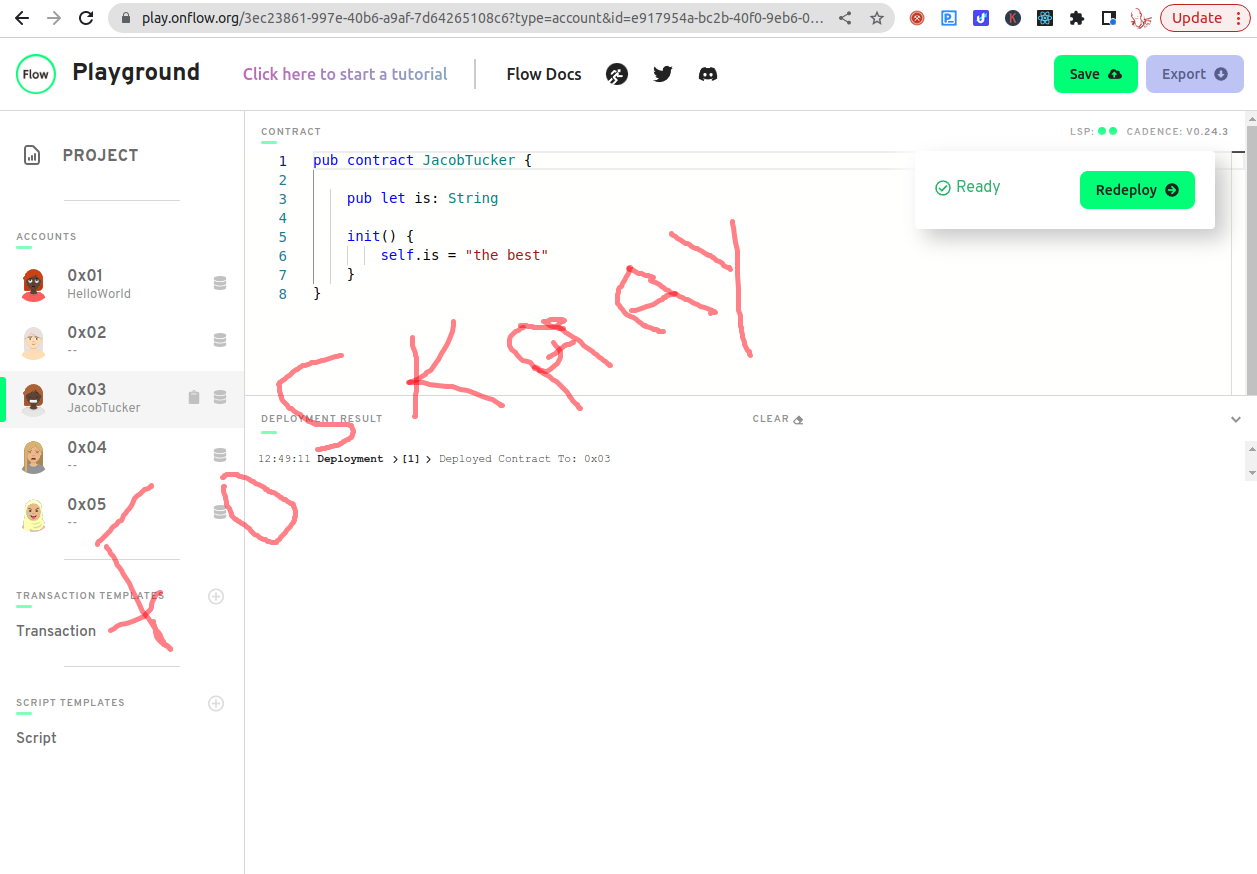 play.onflow.org/3ec23861-997e-40b6-a9af-7d64265108c6?type=account&id=e917954a-bc2b-40f0-9eb6-0...
Update
Flow
Playground
Click here to start a tutorial
Flow Docs
Save
Export
PROJECT
ACCOUNTS
0x01
HelloWorld
0x02
--
0x03
JacobTucker
0x04
--
0x05
--
TRANSACTION TEMPLATES
Transaction
SCRIPT TEMPLATES
Script
CONTRACT
LSP:
CADENCE: V0.24.3
1 pub contract JacobTucker {
2
3 pub let is: String
4
5 init() {
6 self.is = "the best"
7 }
8 }
Ready
Redeploy
DEPLOYMENT RESULT
CLEAR
12:49:11 Deployment > [1] > Deployed Contract To: 0x03